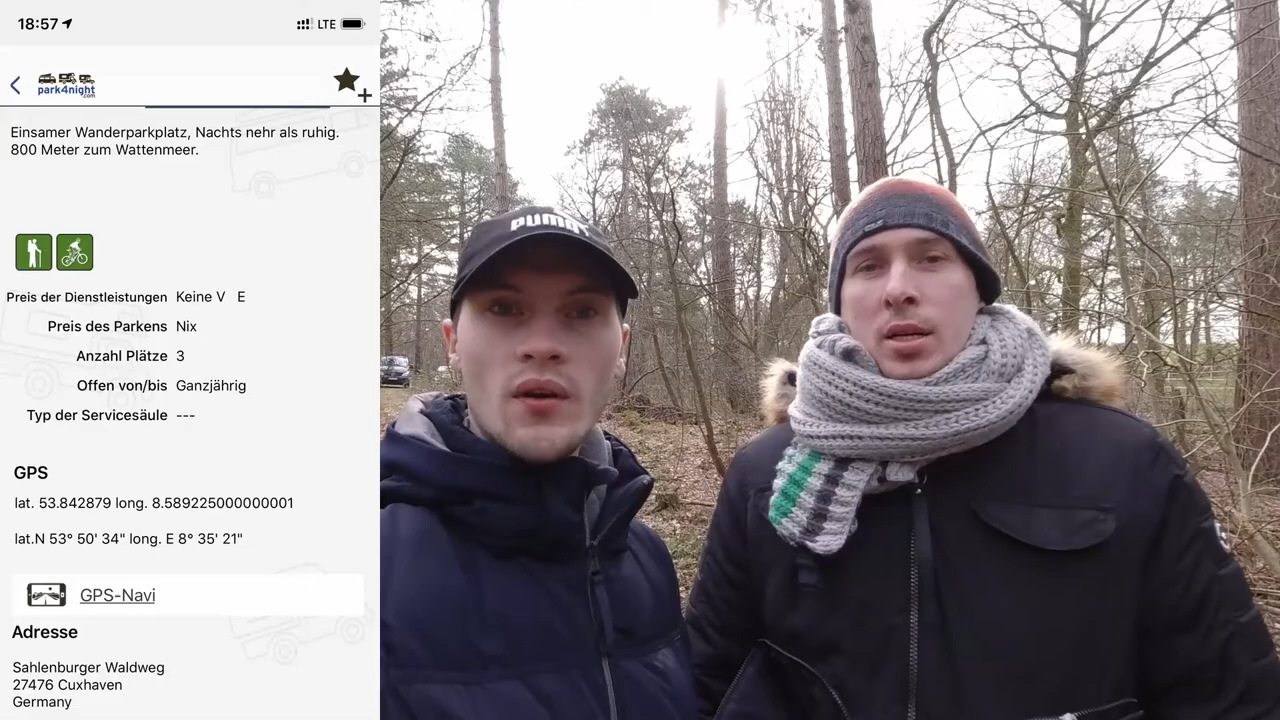 18:57
LTE
park4night
.com
Einsamer Wanderparkplatz, Nachts nehr als ruhig.
800 Meter zum Wattenmeer.
Preis der Dienstleistungen Keine V E
Preis des Parkens Nix
Anzahl Plätze 3
Offen von/bis Ganzjährig
Typ der Servicesäule ---
GPS
lat. 53.842879 long. 8.589225000000001
lat.N 53° 50' 34" long. E 8° 35' 21"
GPS-Navi
Adresse
Sahlenburger Waldweg
27476 Cuxhaven
Germany
PUMA